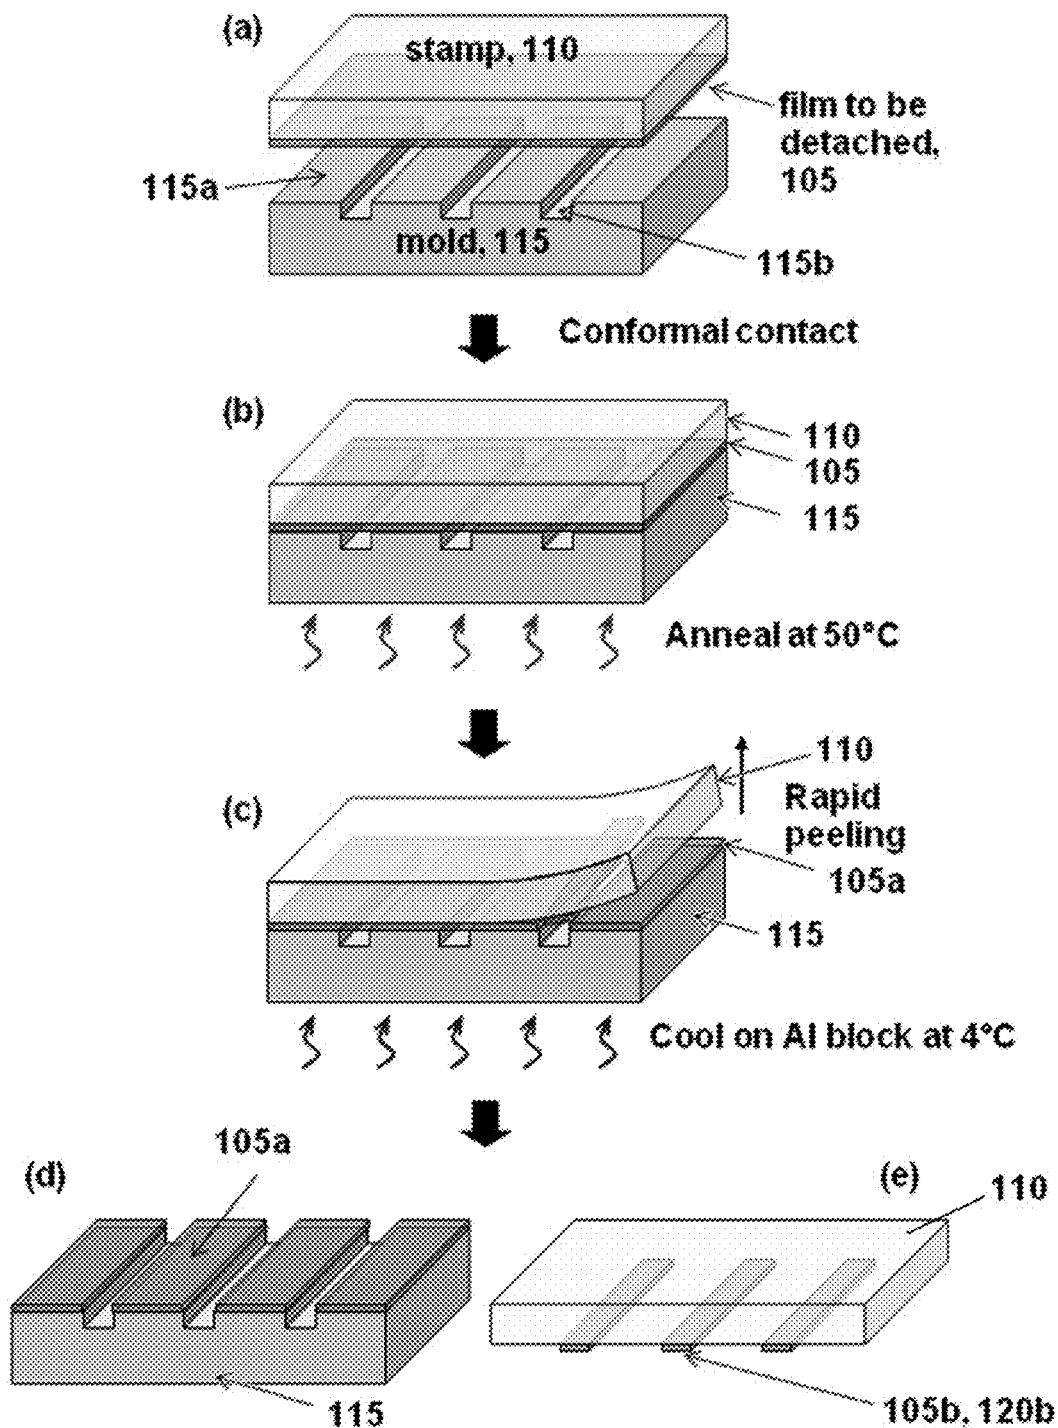 (a)
stamp, 110
film to be
detached,
105
115a
mold, 115
115b
Conformal contact
(b)
110
105
115
Anneal at 50°C
(c)
110
Rapid
peeling
105a
115
Cool on Al block at 4°C
(d)
105a
(e)
110
115
105b, 120b